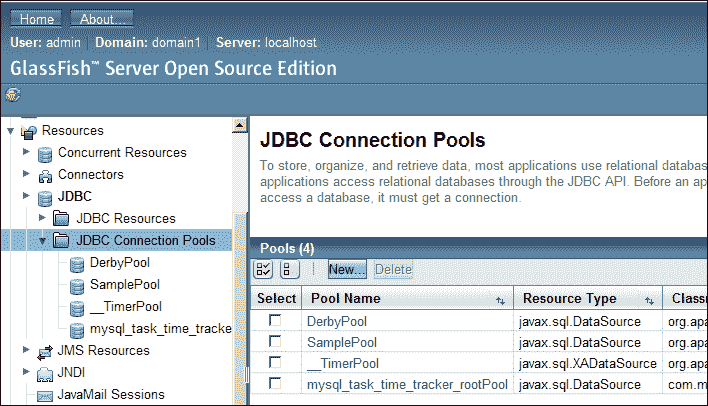 Home About...
User: admin Domain: domain1 Server: localhost
GlassFish™ Server Open Source Edition
Resources
Concurrent Resources
Connectors
JDBC
JDBC Resources
JDBC Connection Pools
DerbyPool
SamplePool
__TimerPool
mysql_task_time_tracke
JMS Resources
JNDI
JavaMail Sessions
JDBC Connection Pools
To store, organize, and retrieve data, most applications use relational databas
applications access relational databases through the JDBC API. Before an ap
access a database, it must get a connection.
Pools (4)
New... Delete
Select Pool Name Resource Type Classn
DerbyPool javax.sql.DataSource org.apa
SamplePool javax.sql.DataSource org.apa
__TimerPool javax.sql.XADataSource org.apa
mysql_task_time_tracker_rootPool javax.sql.DataSource com.m